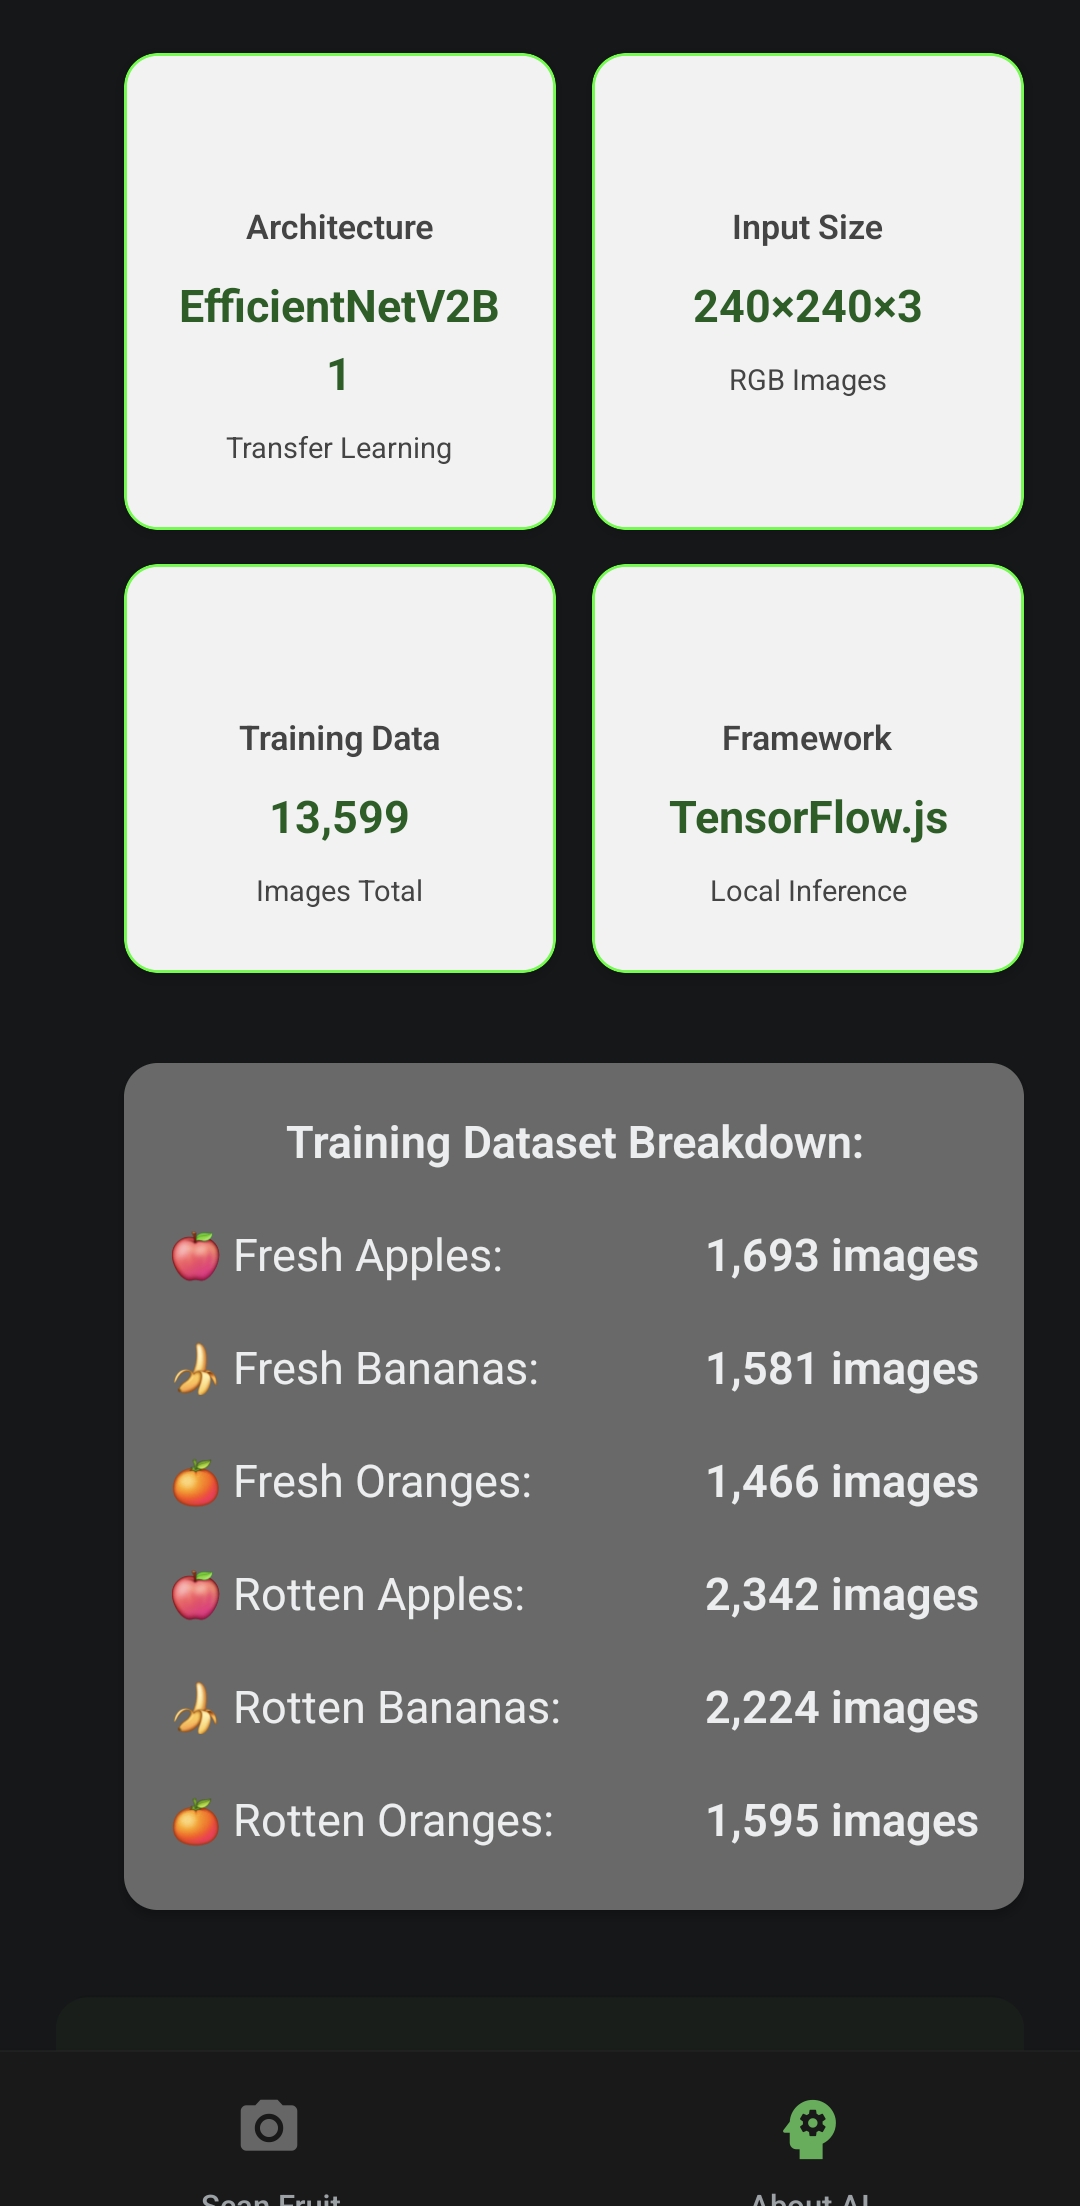 Architecture
EfficientNetV2B
1
Transfer Learning
Input Size
240×240×3
RGB Images
Training Data
13,599
Images Total
Framework
TensorFlow.js
Local Inference
Training Dataset Breakdown:
🍎 Fresh Apples: 1,693 images
🍌 Fresh Bananas: 1,581 images
🍊 Fresh Oranges: 1,466 images
🍎 Rotten Apples: 2,342 images
🍌 Rotten Bananas: 2,224 images
🍊 Rotten Oranges: 1,595 images
Scan Fruit
About AI